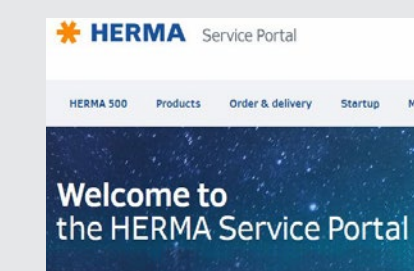 HERMA Service Portal
HERMA 500 Products Order & delivery Startup
Welcome to
the HERMA Service Portal